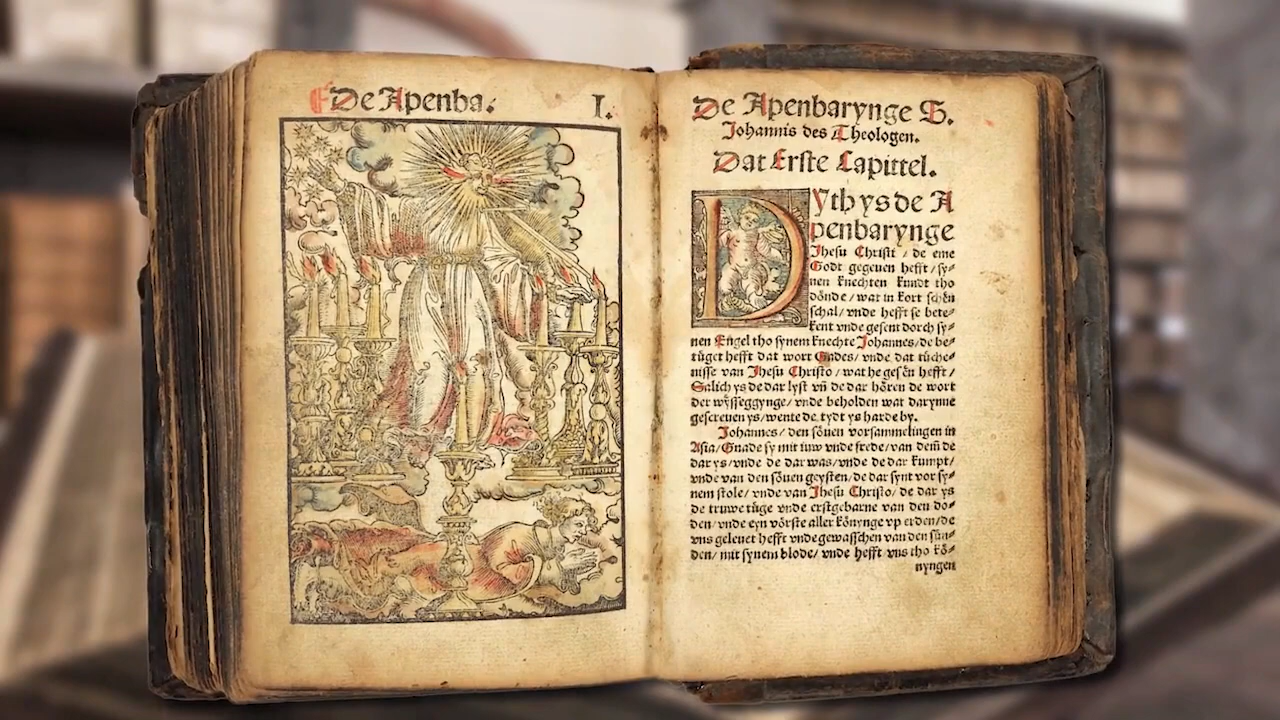 De Apenba.
I.
De Apenbarynge S.
Johannis des Theologen.
Dat Erste Capittel.
Dyth ys de A
penbarynge
Jhesu Christi / de eme
Godt gegeuen hefft / sy⸗
nen knechten kundt tho
dönde / wat in kort schên
schal / vnde hefft se bete⸗
kent vnde gesent dorch sy⸗
nen Engel tho synem knechte Johannes / de be⸗
tüget hefft dat wort Gades / vnde dat tüche⸗
nisse van Jhesu Christo / wat he gesên hefft /
Salich ys de dar lyst vñ de dar hören de wort
der wyssegginge / vnde beholden wat darynne
gescreuen ys / wente de tydt ys harde by.
Johannes / den söuen vorsammelingen in
Asia / Gnade sy mit iuw vnde frede / van dem de
dar ys / vnde de dar was / vnde de dar kumpt /
vnde van den söuen geysten / de dar synt vor sy⸗
nem stole / vnde van Jhesu Christo / de dar ys
de truwe tüge vnde erstgebarne van den do⸗
den / vnde eyn vörste aller könynge vp erden / de
vns geleuet hefft vnde gewasschen van den sün⸗
den / mit synem blode / vnde hefft vns tho kö⸗
nyngen